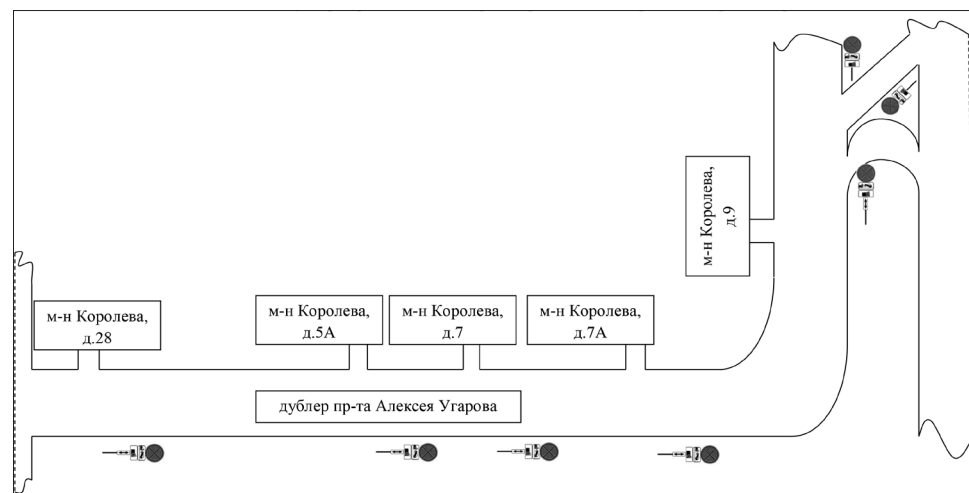 м-н Королева,
д.9
м-н Королева,
д.28
м-н Королева,
д.5А
м-н Королева,
д.7
м-н Королева,
д.7А
дублер пр-та Алексея Угарова